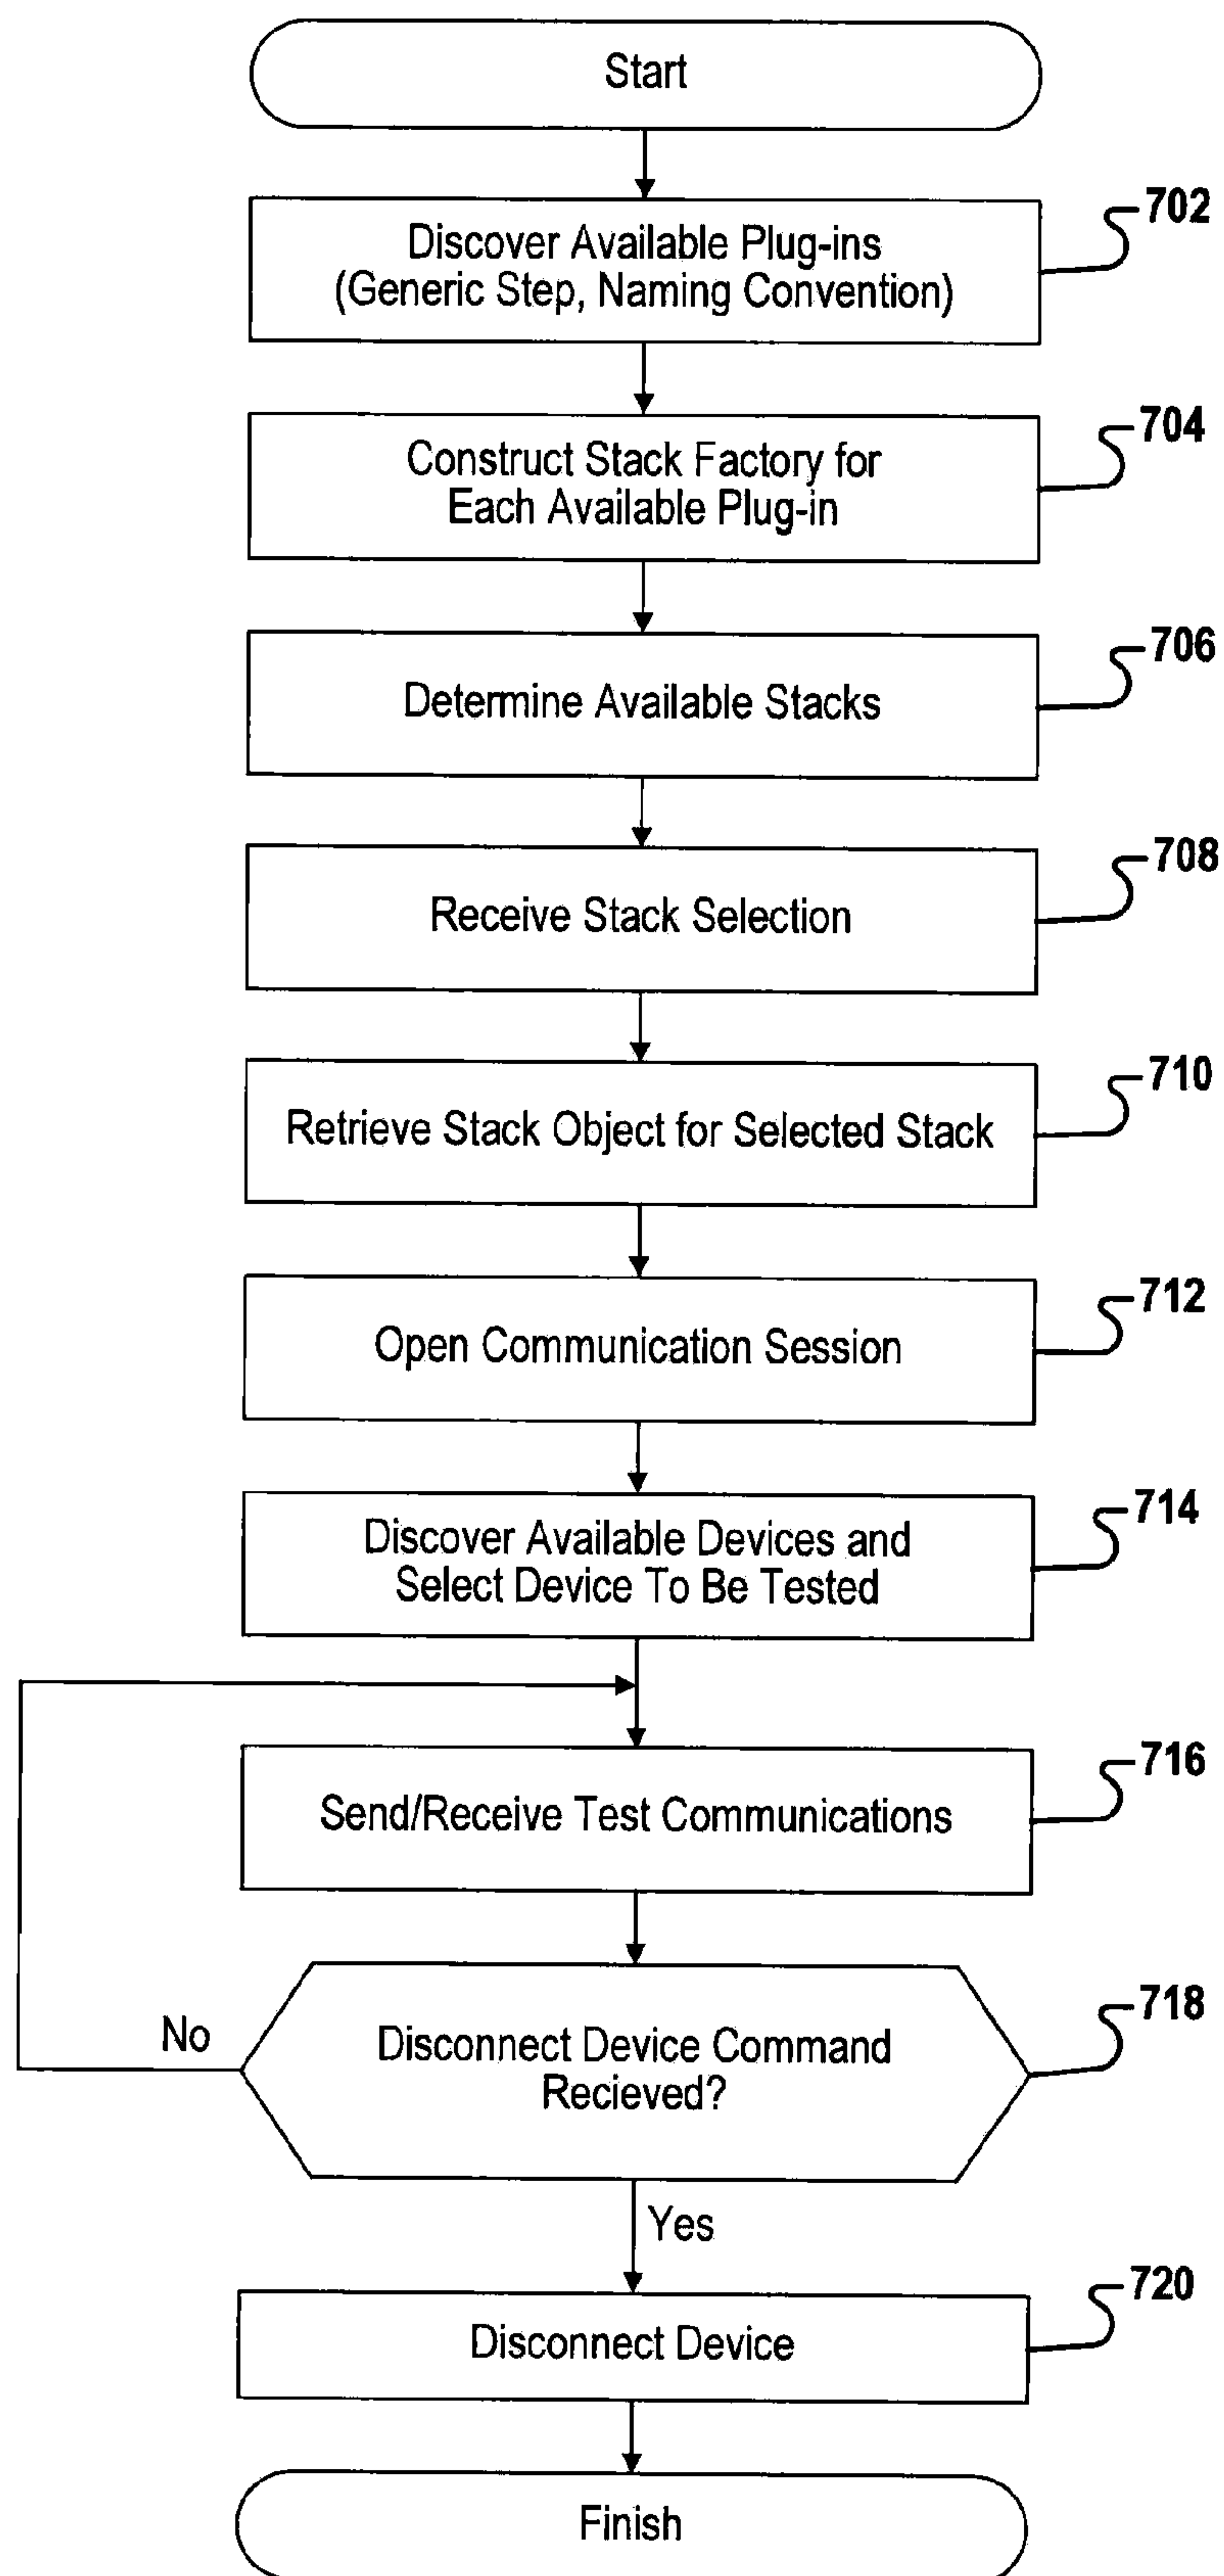 Start
702
Discover Available Plug-ins
(Generic Step, Naming Convention)
704
Construct Stack Factory for
Each Available Plug-in
706
Determine Available Stacks
708
Receive Stack Selection
710
Retrieve Stack Object for Selected Stack
712
Open Communication Session
714
Discover Available Devices and
Select Device To Be Tested
716
Send/Receive Test Communications
718
No
Disconnect Device Command
Recieved?
Yes
720
Disconnect Device
Finish